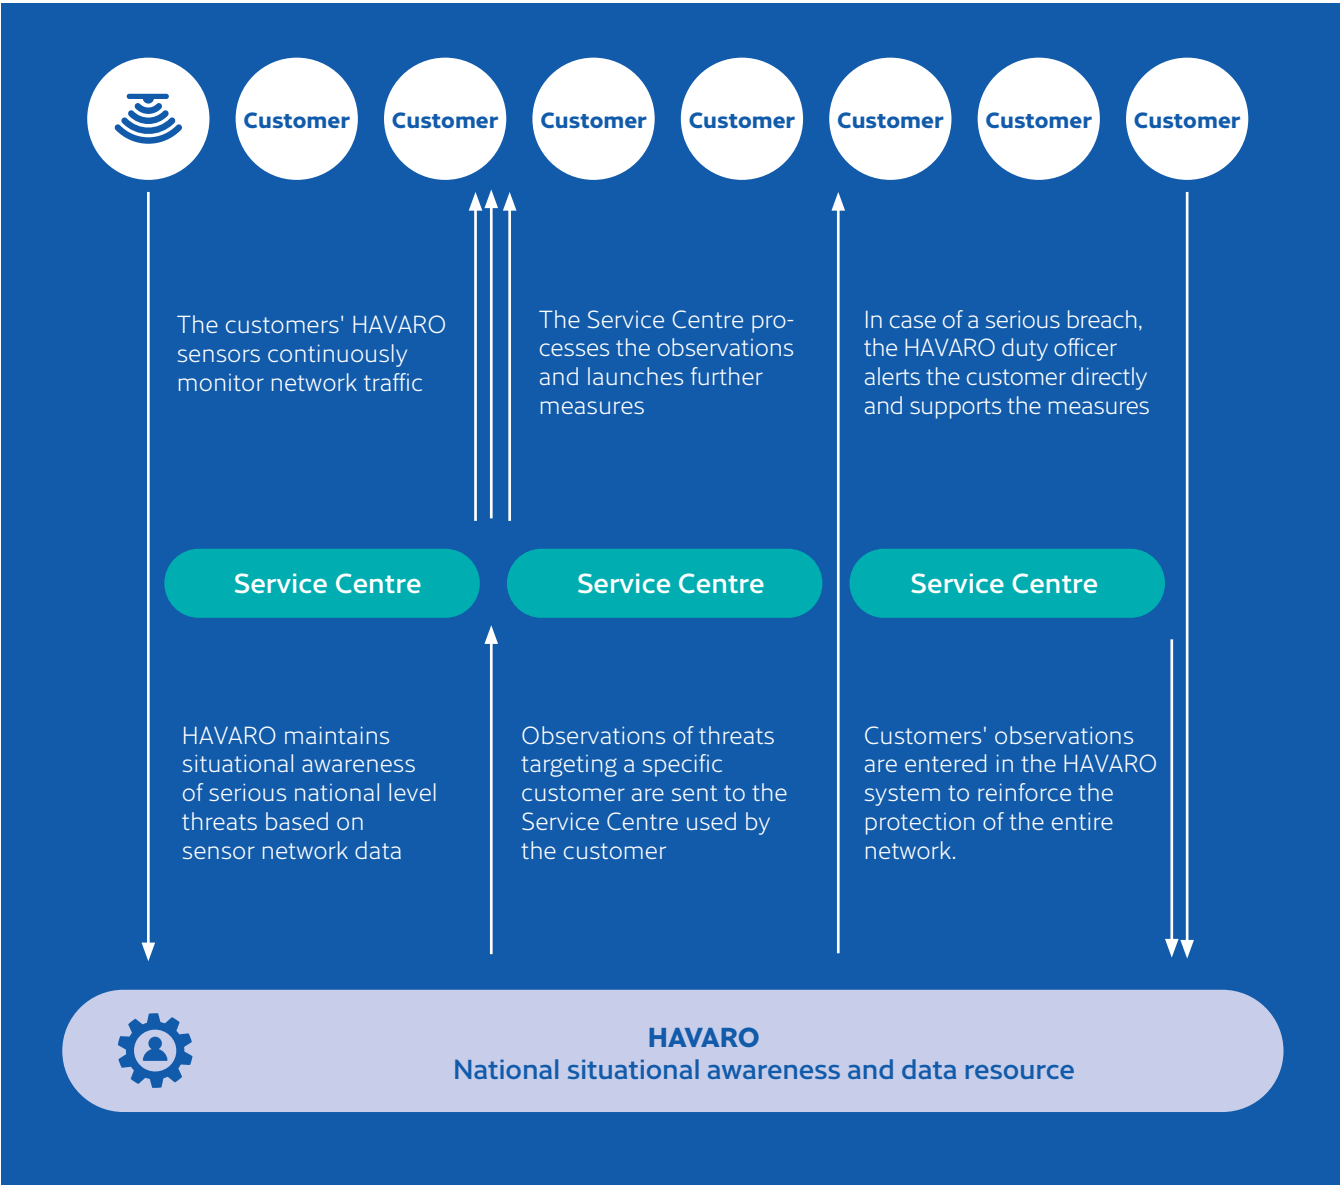 Customer
Customer
Customer
Customer
Customer
Customer
Customer
The customers' HAVARO
sensors continuously
monitor network traffic
The Service Centre pro-
cesses the observations
and launches further
measures
In case of a serious breach,
the HAVARO duty officer
alerts the customer directly
and supports the measures
Service Centre
Service Centre
Service Centre
HAVARO maintains
situational awareness
of serious national level
threats based on
sensor network data
Observations of threats
targeting a specific
customer are sent to the
Service Centre used by
the customer
Customers' observations
are entered in the HAVARO
system to reinforce the
protection of the entire
network.
HAVARO
National situational awareness and data resource